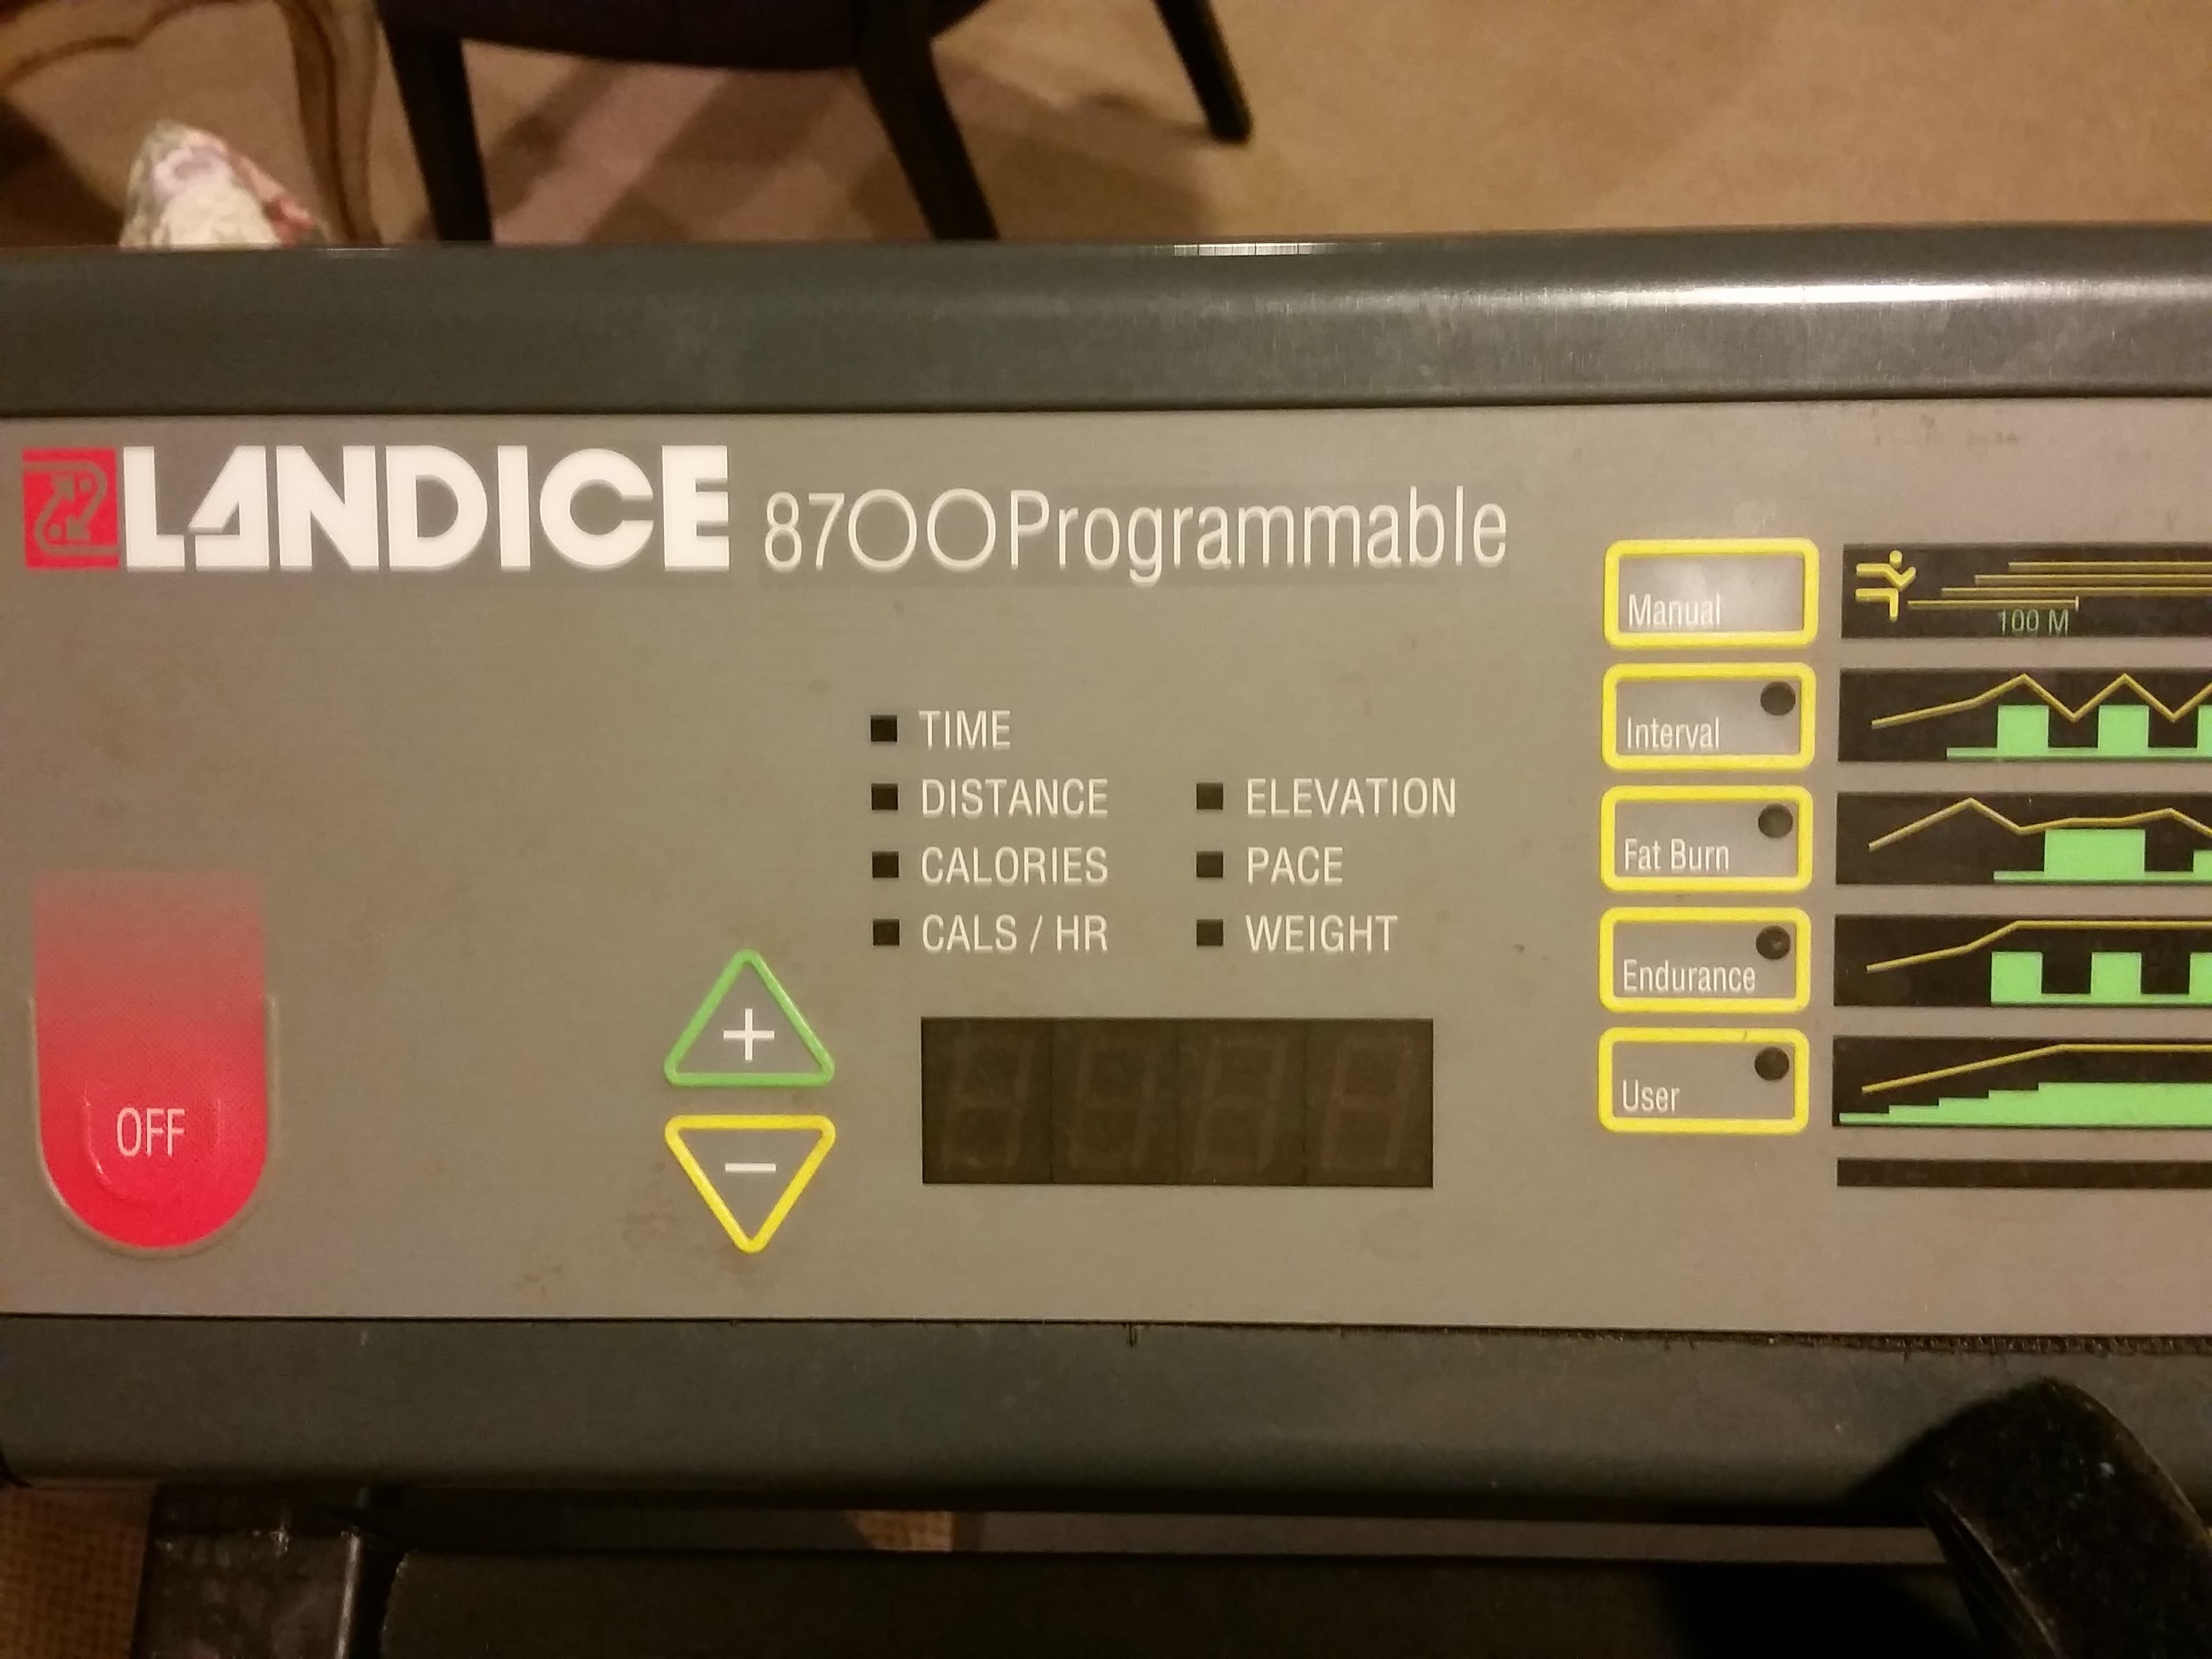 LANDICE 8700 Programmable
Manual
100 M
Interval
Fat Burn
Endurance
User
TIME
DISTANCE
CALORIES
CALS / HR
ELEVATION
PACE
WEIGHT
+
−
OFF